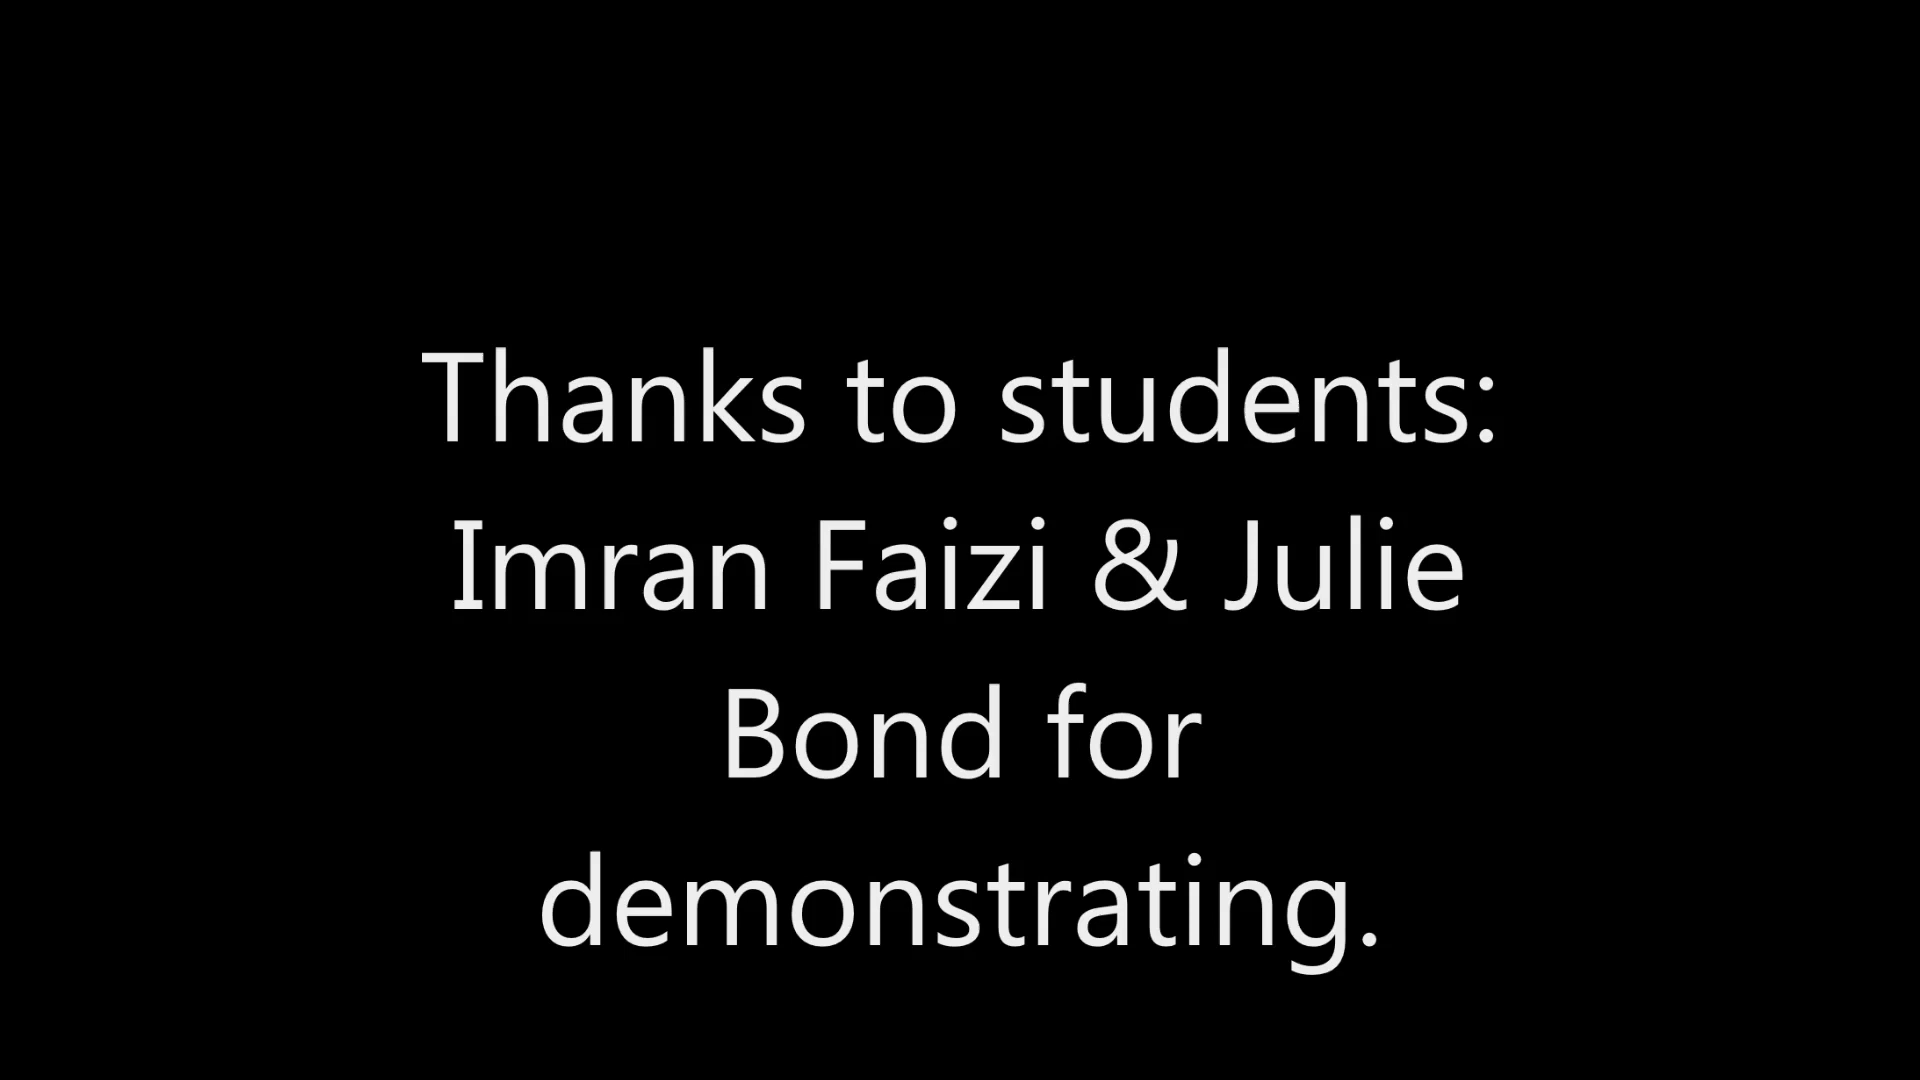 Thanks to students:
Imran Faizi & Julie
Bond for
demonstrating.